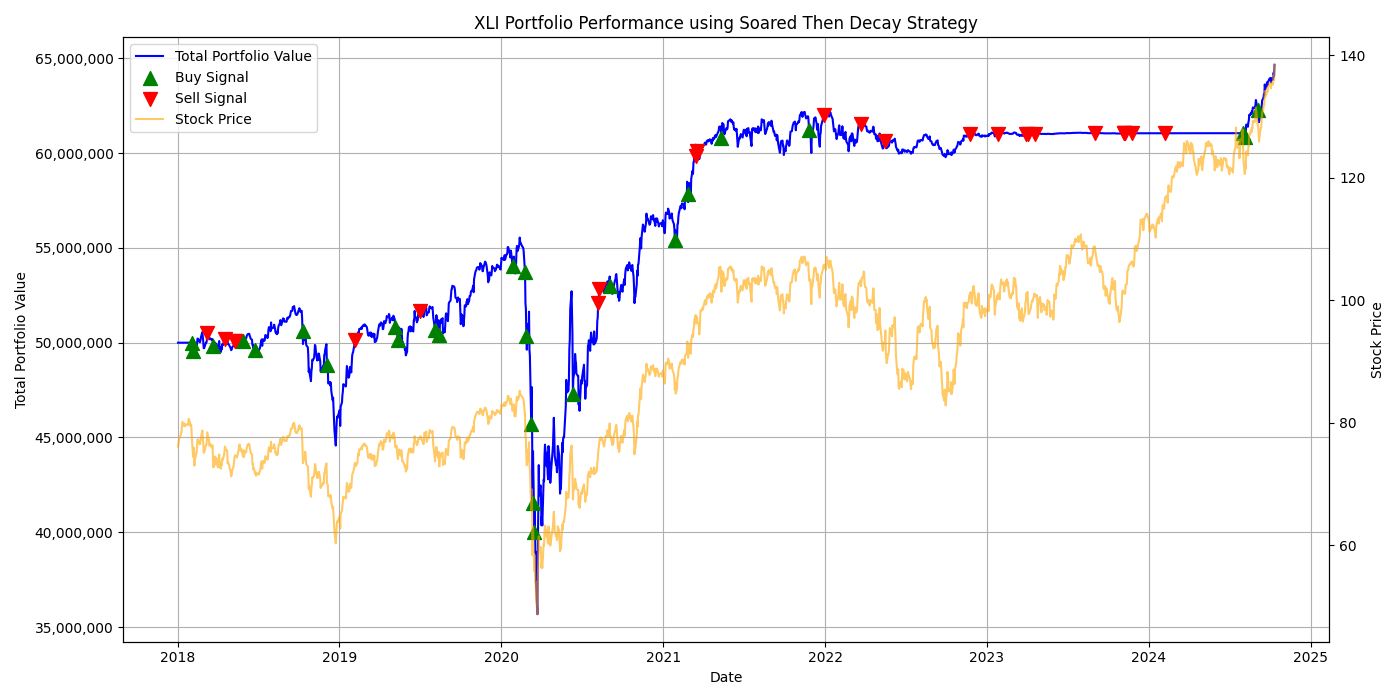 XLI Portfolio Performance using Soared Then Decay Strategy
Total Portfolio Value
Buy Signal
Sell Signal
Stock Price
65,000,000
60,000,000
55,000,000
50,000,000
45,000,000
40,000,000
35,000,000
Total Portfolio Value
140
120
100
80
60
Stock Price
2018
2019
2020
2021
2022
2023
2024
2025
Date